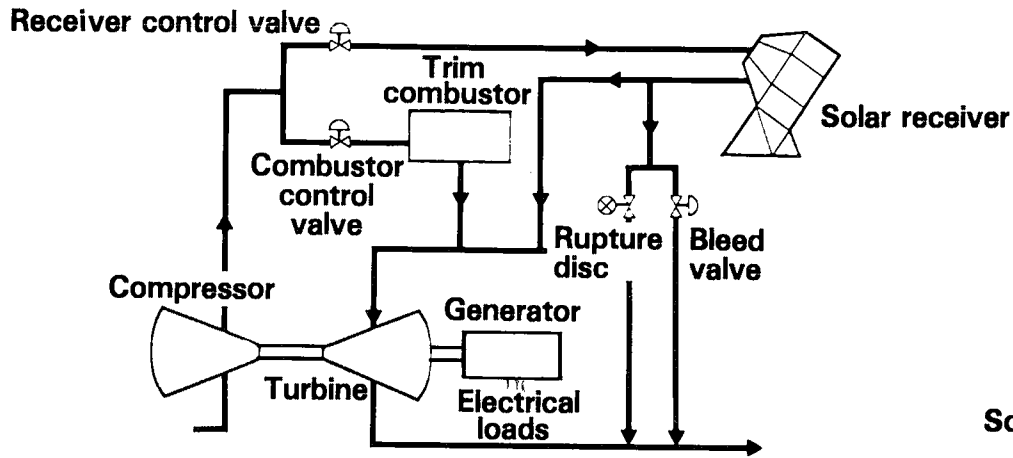 Receiver control valve
Trim
combustor
Solar receiver
Combustor
control
valve
Rupture
disc
Bleed
valve
Compressor
Generator
Turbine
Electrical
loads
So